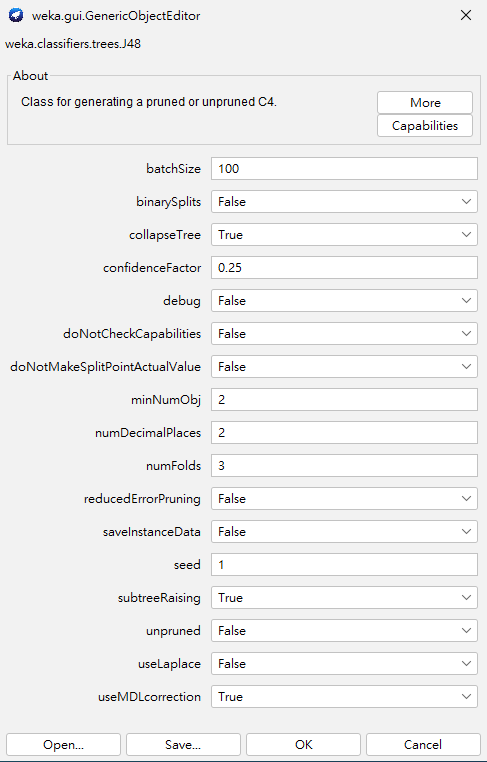 weka.gui.GenericObjectEditor
weka.classifiers.trees.J48
About
Class for generating a pruned or unpruned C4.
More
Capabilities
batchSize 100
binarySplits False
collapseTree True
confidenceFactor 0.25
debug False
doNotCheckCapabilities False
doNotMakeSplitPointActualValue False
minNumObj 2
numDecimalPlaces 2
numFolds 3
reducedErrorPruning False
saveInstanceData False
seed 1
subtreeRaising True
unpruned False
useLaplace False
useMDLcorrection True
Open... Save... OK Cancel